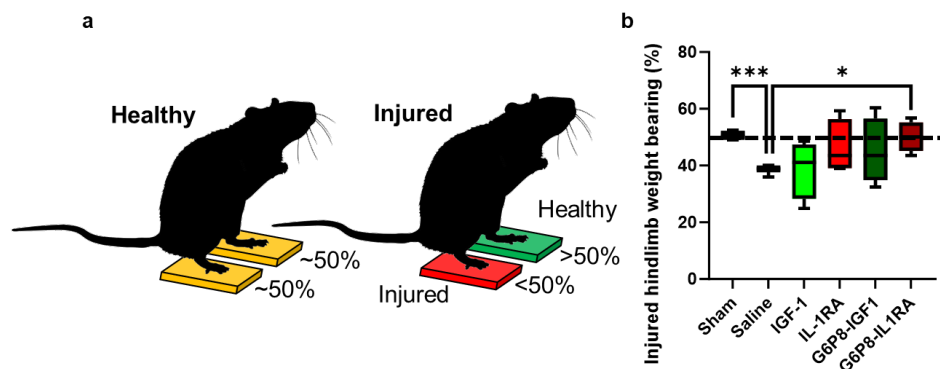 a
Healthy
Injured
~50%
~50%
Healthy
>50%
<50%
Injured
b
Injured hindlimb weight bearing (%)
80
60
40
20
0
***
*
Sham
Saline
IGF-1
IL-1RA
G6P8-IGF1
G6P8-IL1RA